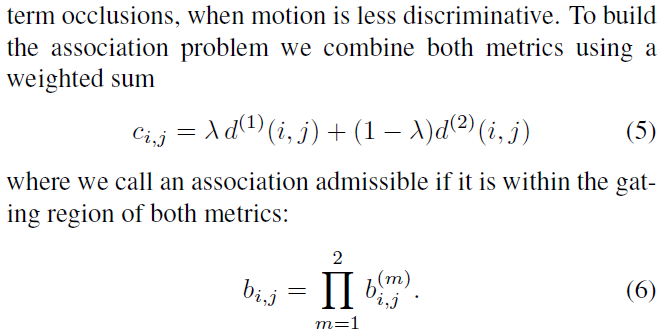 term occlusions, when motion is less discriminative. To build
the association problem we combine both metrics using a
weighted sum
c_{i,j} = λ d^{(1)}(i, j) + (1 − λ)d^{(2)}(i, j) (5)
where we call an association admissible if it is within the gat-
ing region of both metrics:
b_{i,j} = ∏_{m=1}^{2} b_{i,j}^{(m)}. (6)